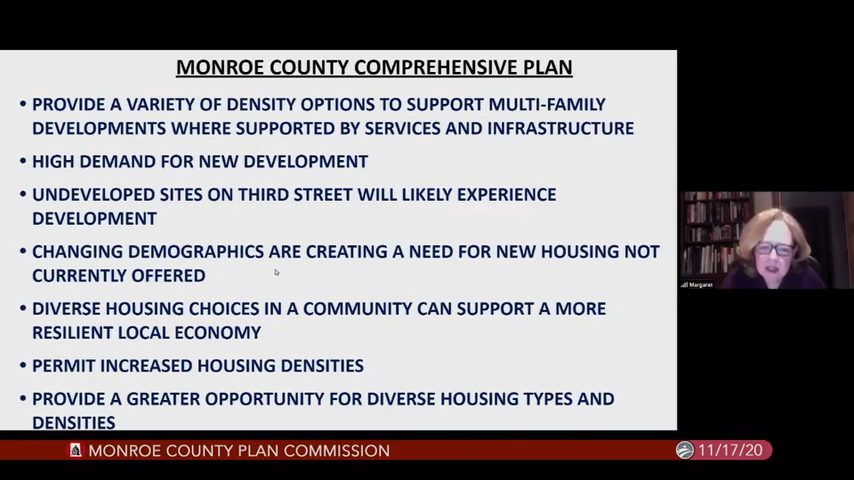 MONROE COUNTY COMPREHENSIVE PLAN
• PROVIDE A VARIETY OF DENSITY OPTIONS TO SUPPORT MULTI-FAMILY
DEVELOPMENTS WHERE SUPPORTED BY SERVICES AND INFRASTRUCTURE
• HIGH DEMAND FOR NEW DEVELOPMENT
• UNDEVELOPED SITES ON THIRD STREET WILL LIKELY EXPERIENCE
DEVELOPMENT
• CHANGING DEMOGRAPHICS ARE CREATING A NEED FOR NEW HOUSING NOT
CURRENTLY OFFERED
• DIVERSE HOUSING CHOICES IN A COMMUNITY CAN SUPPORT A MORE
RESILIENT LOCAL ECONOMY
• PERMIT INCREASED HOUSING DENSITIES
• PROVIDE A GREATER OPPORTUNITY FOR DIVERSE HOUSING TYPES AND
DENSITIES
Margaret
MONROE COUNTY PLAN COMMISSION
11/17/20